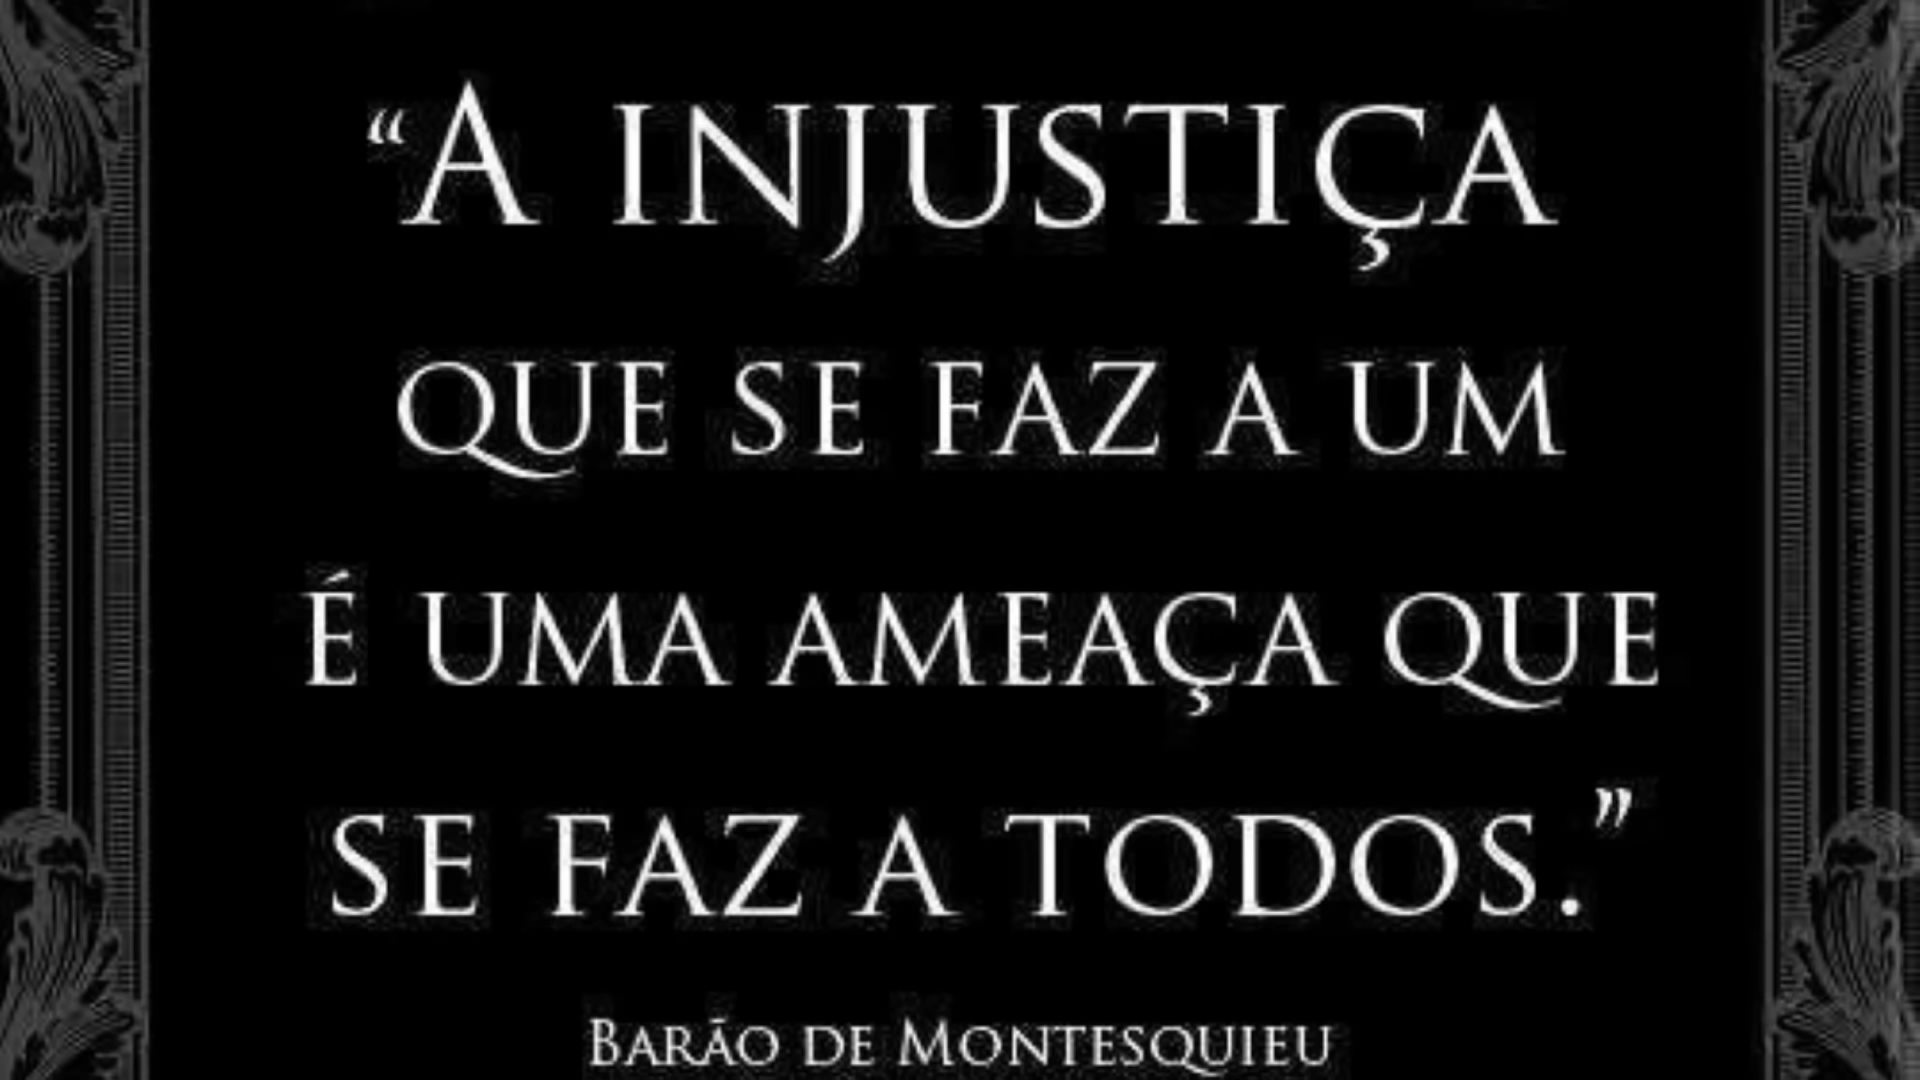 “A INJUSTIÇA
QUE SE FAZ A UM
É UMA AMEAÇA QUE
SE FAZ A TODOS.”
BARÃO DE MONTESQUIEU